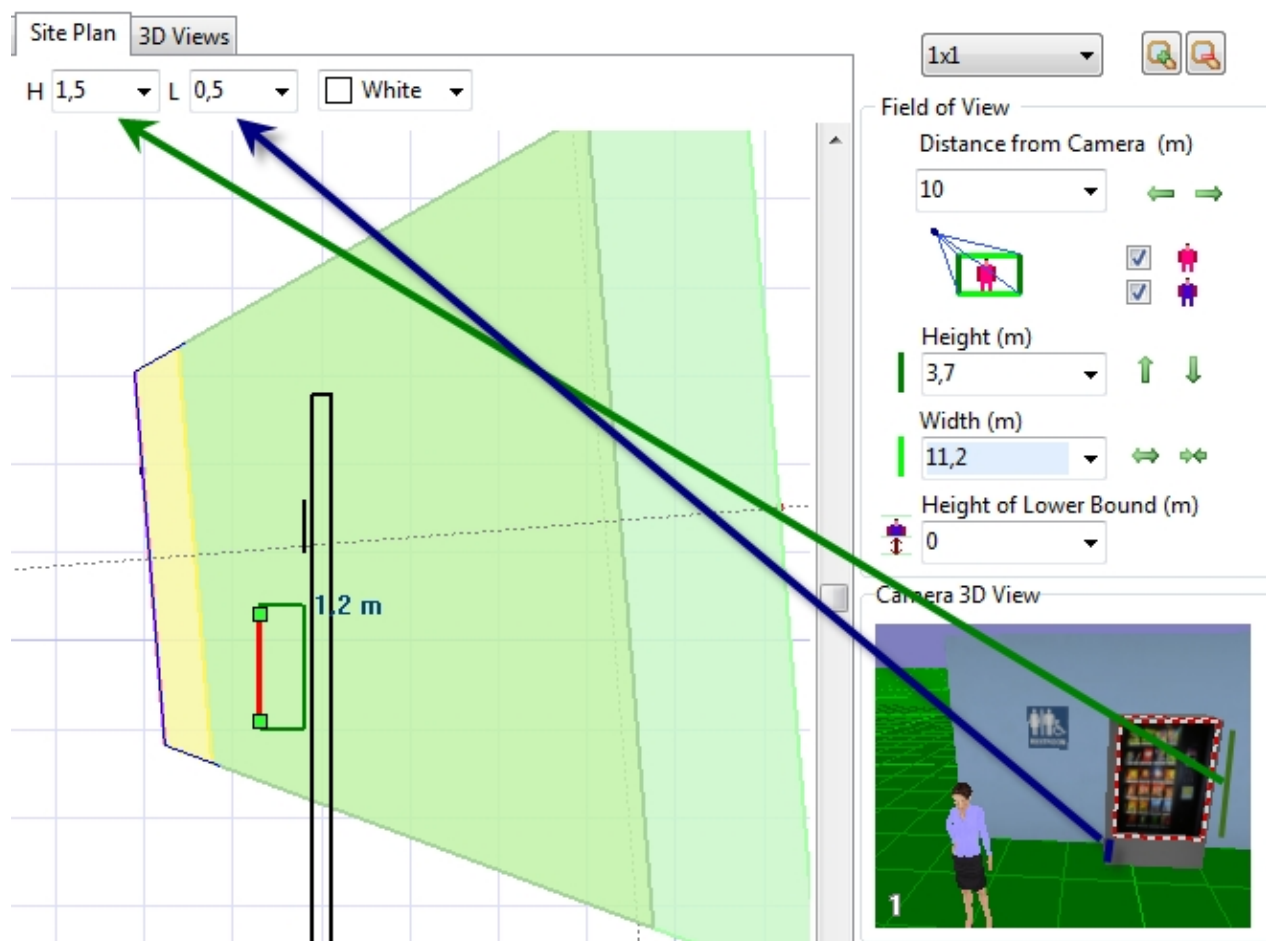 Site Plan
3D Views
H 1,5 L 0,5 White
1x1
Field of View
Distance from Camera (m)
10
Height (m)
3,7
Width (m)
11,2
Height of Lower Bound (m)
0
1,2 m
Camera 3D View
1